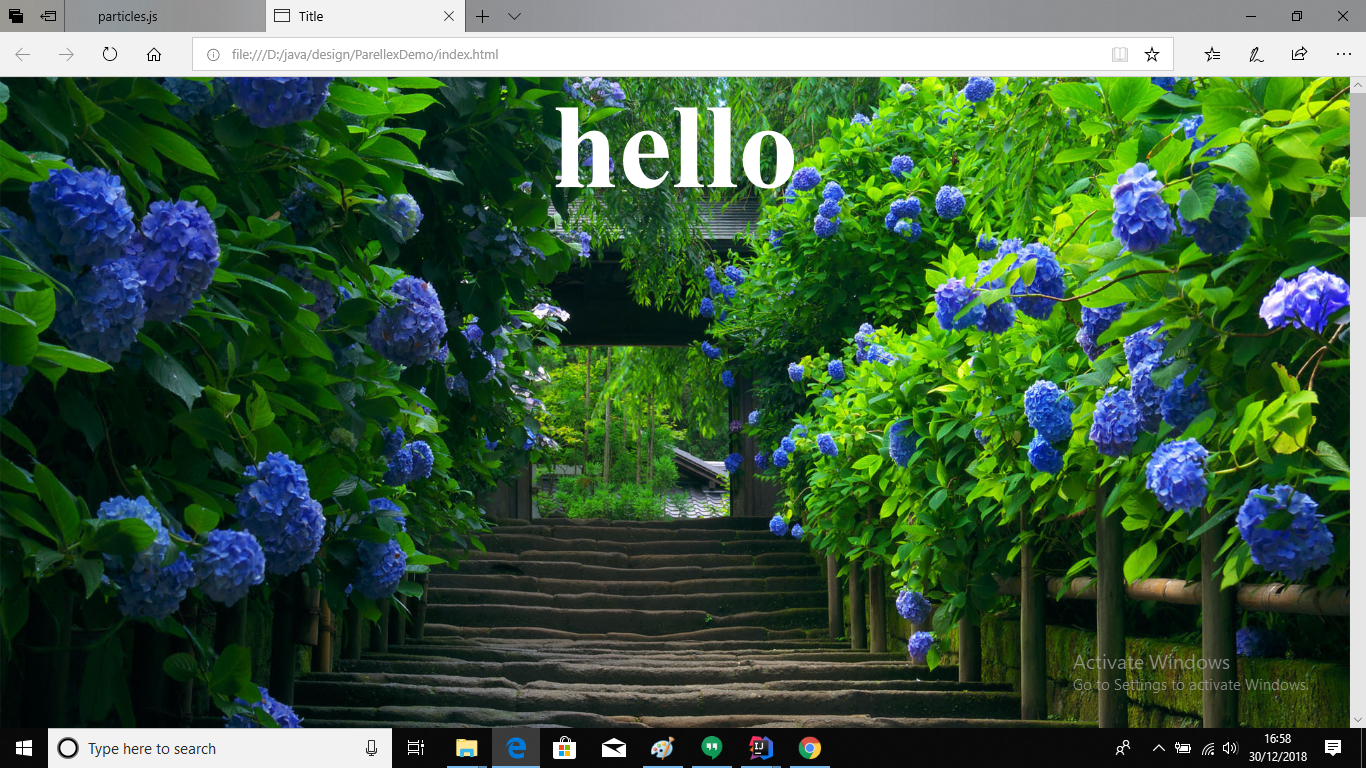 particles.js
Title
file:///D:/java/design/ParellexDemo/index.html
hello
Activate Windows
Go to Settings to activate Windows.
Type here to search
16:58
30/12/2018